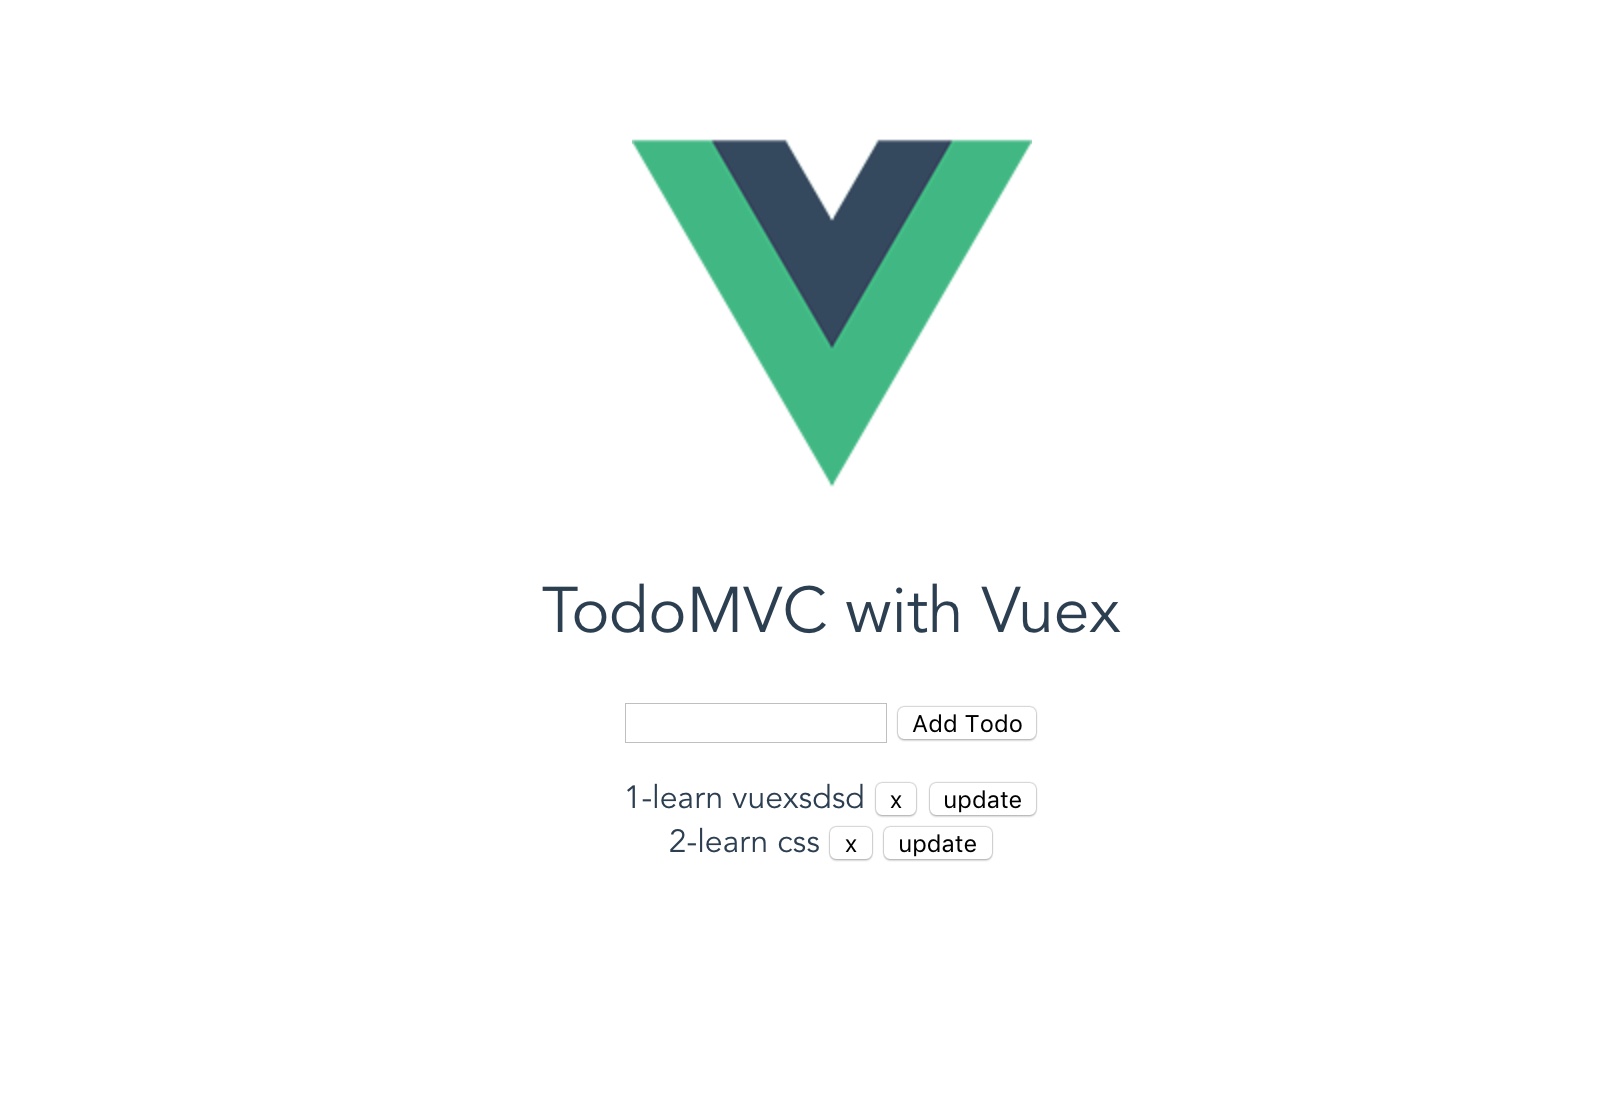 TodoMVC with Vuex
Add Todo
1-learn vuexsdsd x update
2-learn css x update